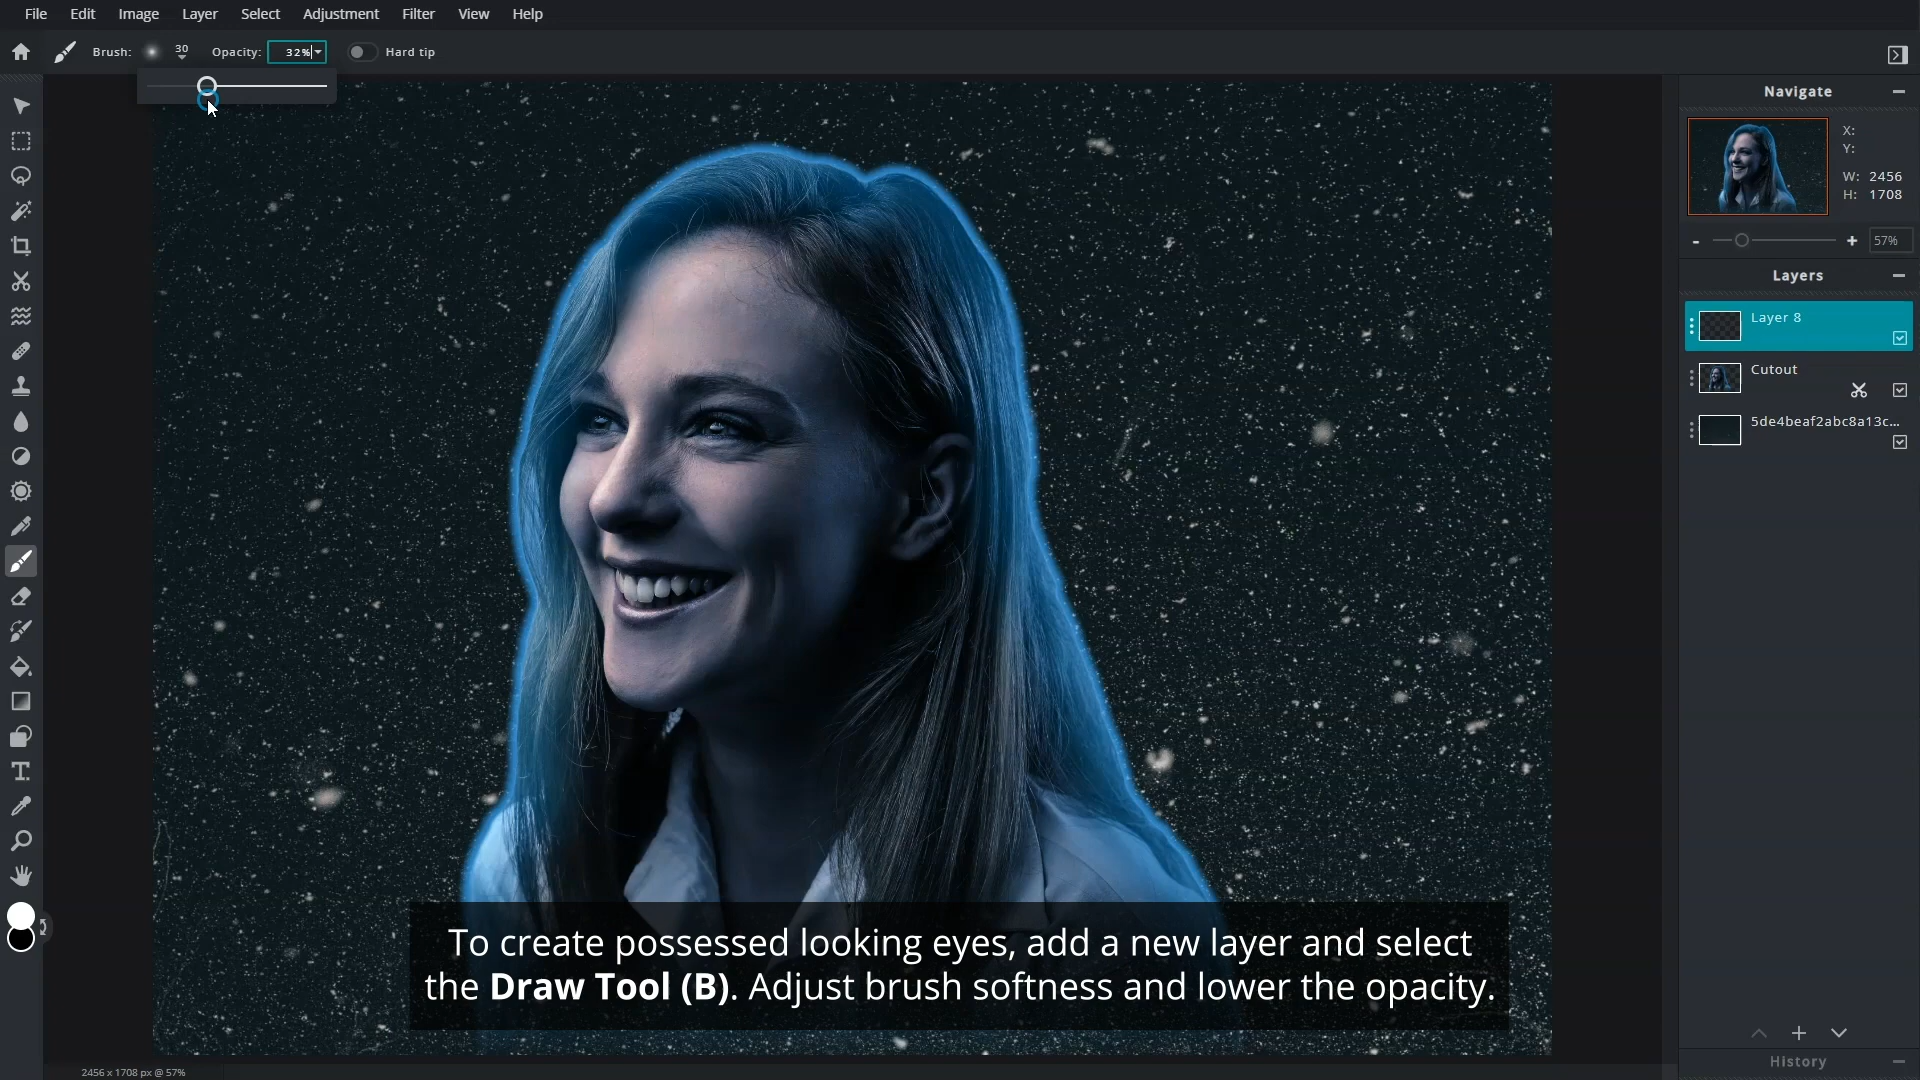 File Edit Image Layer Select Adjustment Filter View Help
Brush: 30 Opacity: 32% Hard tip
Navigate
X:
Y:
W: 2456
H: 1708
- + 57%
Layers
Layer 8
Cutout
5de4beaf2abc8a13c...
To create possessed looking eyes, add a new layer and select
the Draw Tool (B). Adjust brush softness and lower the opacity.
History
2456 x 1708 px @ 57%